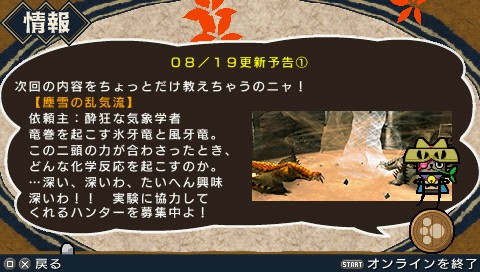 情報
08/19更新予告①
次回の内容をちょっとだけ教えちゃうのニャ!
【塵雪の乱気流】
依頼主:酔狂な気象学者
竜巻を起こす氷牙竜と風牙竜。
この二頭の力が合わさったとき、
どんな化学反応を起こすのか。
…深い、深いわ、たいへん興味
深いわ!! 実験に協力して
くれるハンターを募集中よ!
戻る
START オンラインを終了